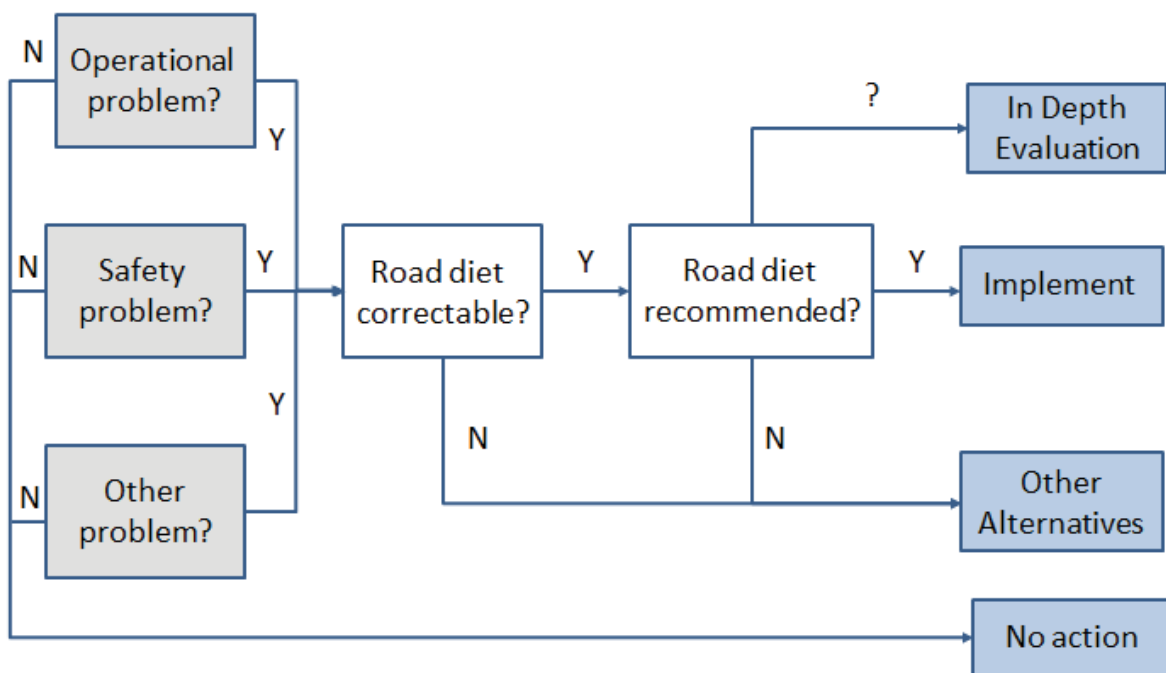 N
Operational
problem?
Y
?
In Depth
Evaluation
N
Safety
problem?
Y
Road diet
correctable?
Y
Road diet
recommended?
Y
Implement
Y
N
Other
problem?
N
N
Other
Alternatives
No action